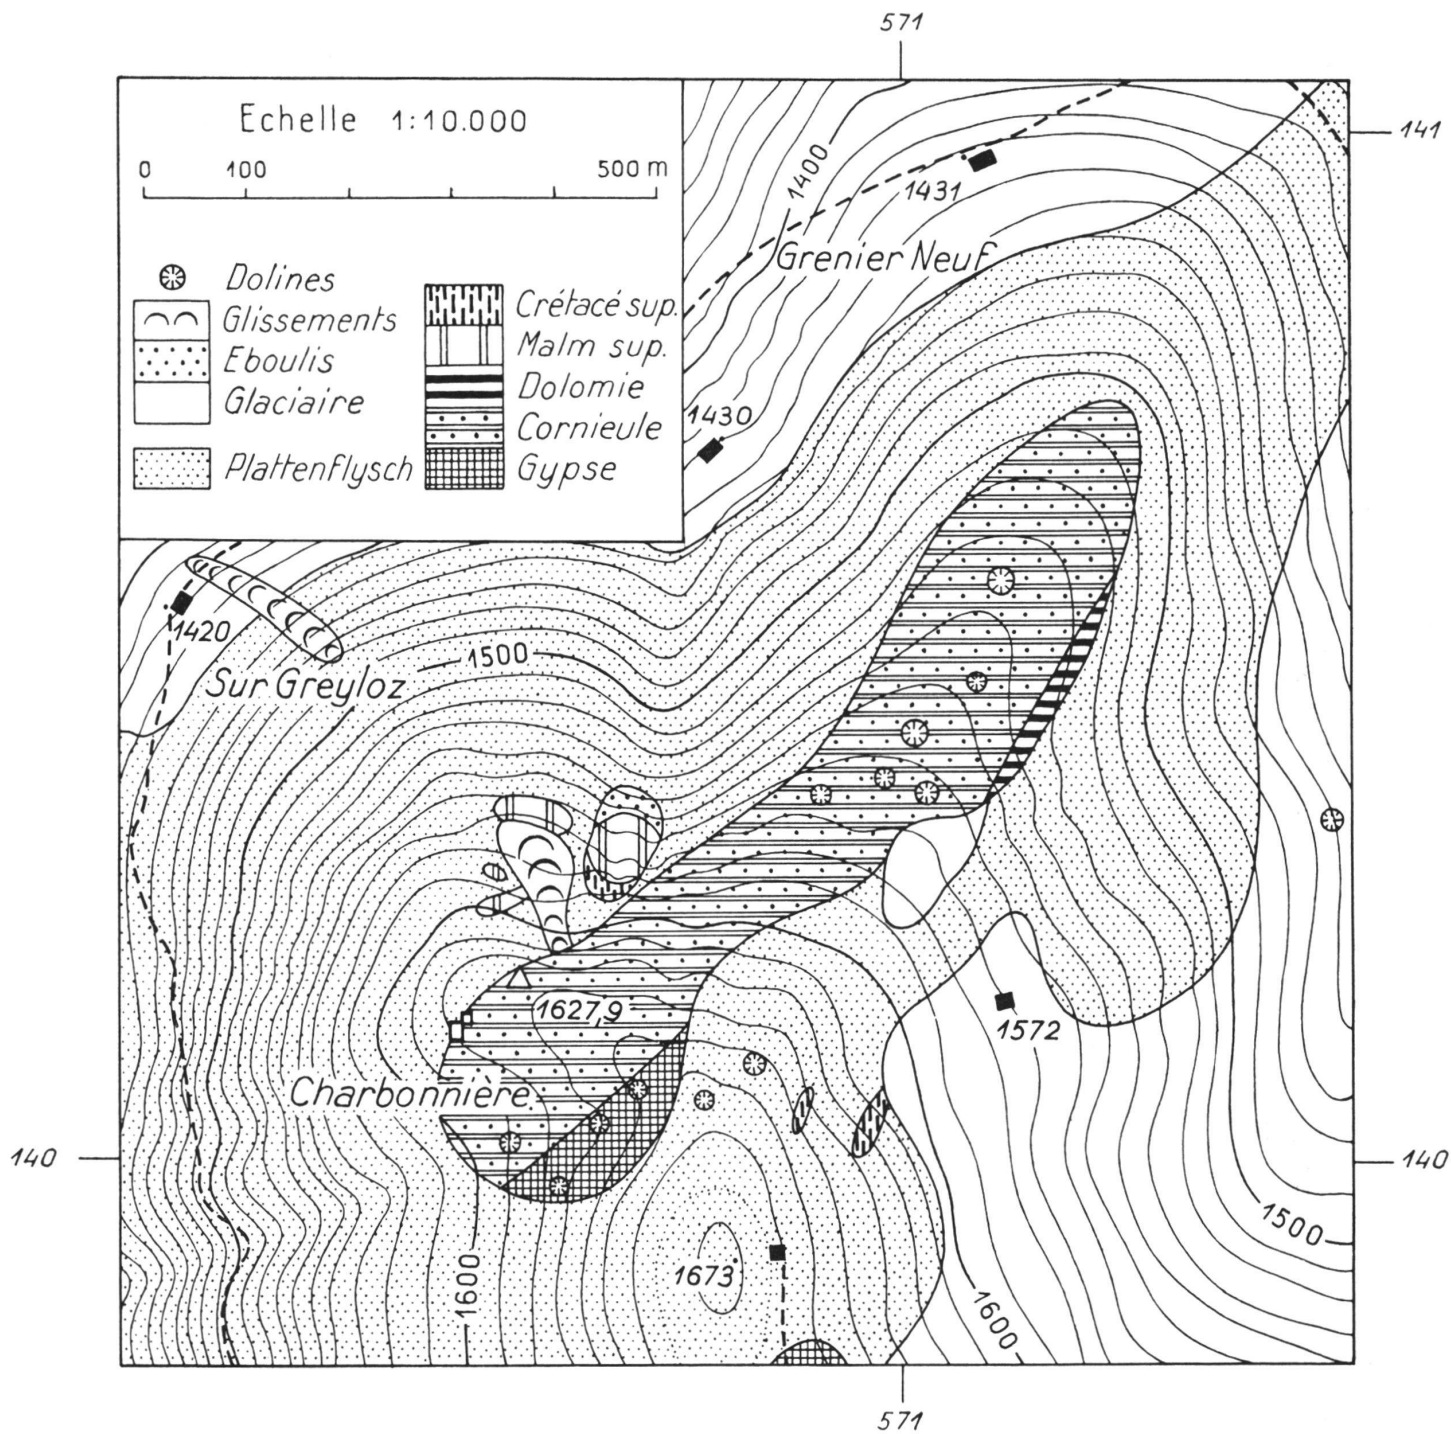 571
Echelle 1:10.000
0 100 500 m
Dolines
Glissements
Eboulis
Glaciaire
Plattenflysch
Crétacé sup.
Malm sup.
Dolomie
Cornieule
Gypse
141
1400
1431
Grenier Neuf
1430
1420
1500
Sur Greyloz
1627,9
1572
Charbonnière
140
140
1500
1600
1673
1600
571